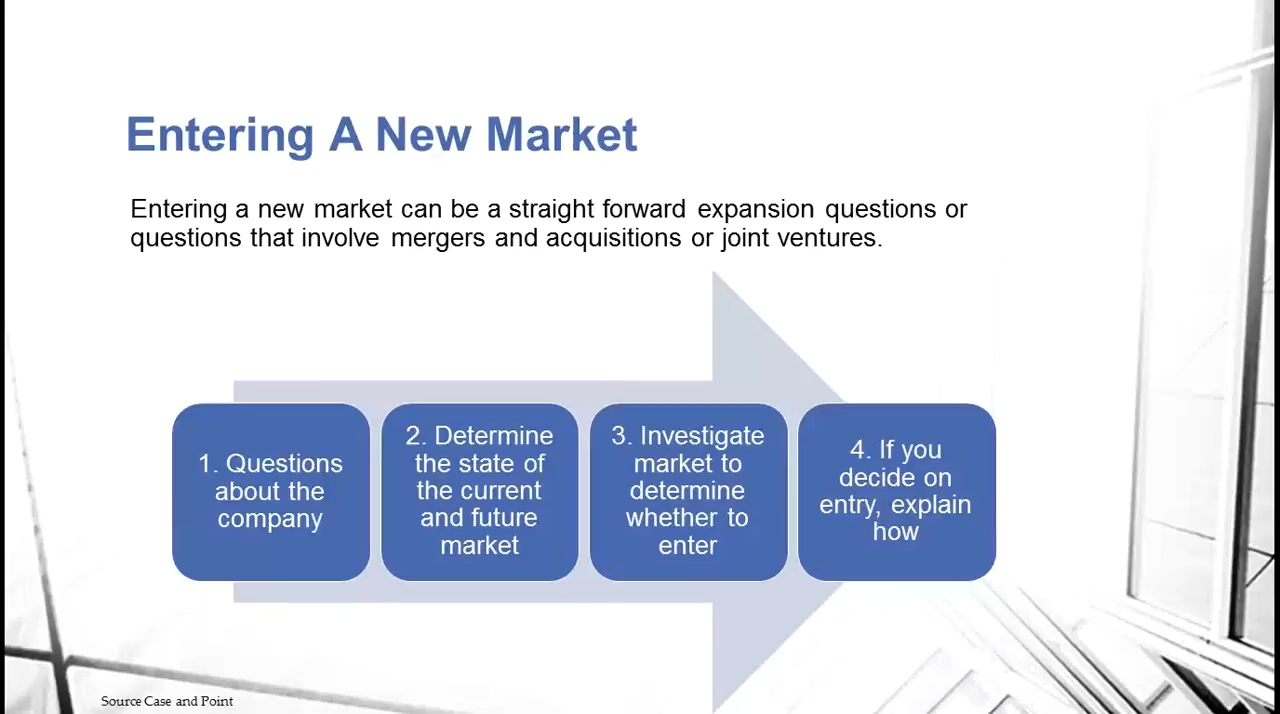 Entering A New Market
Entering a new market can be a straight forward expansion questions or
questions that involve mergers and acquisitions or joint ventures.
1. Questions
about the
company
2. Determine
the state of
the current
and future
market
3. Investigate
market to
determine
whether to
enter
4. If you
decide on
entry, explain
how
Source Case and Point